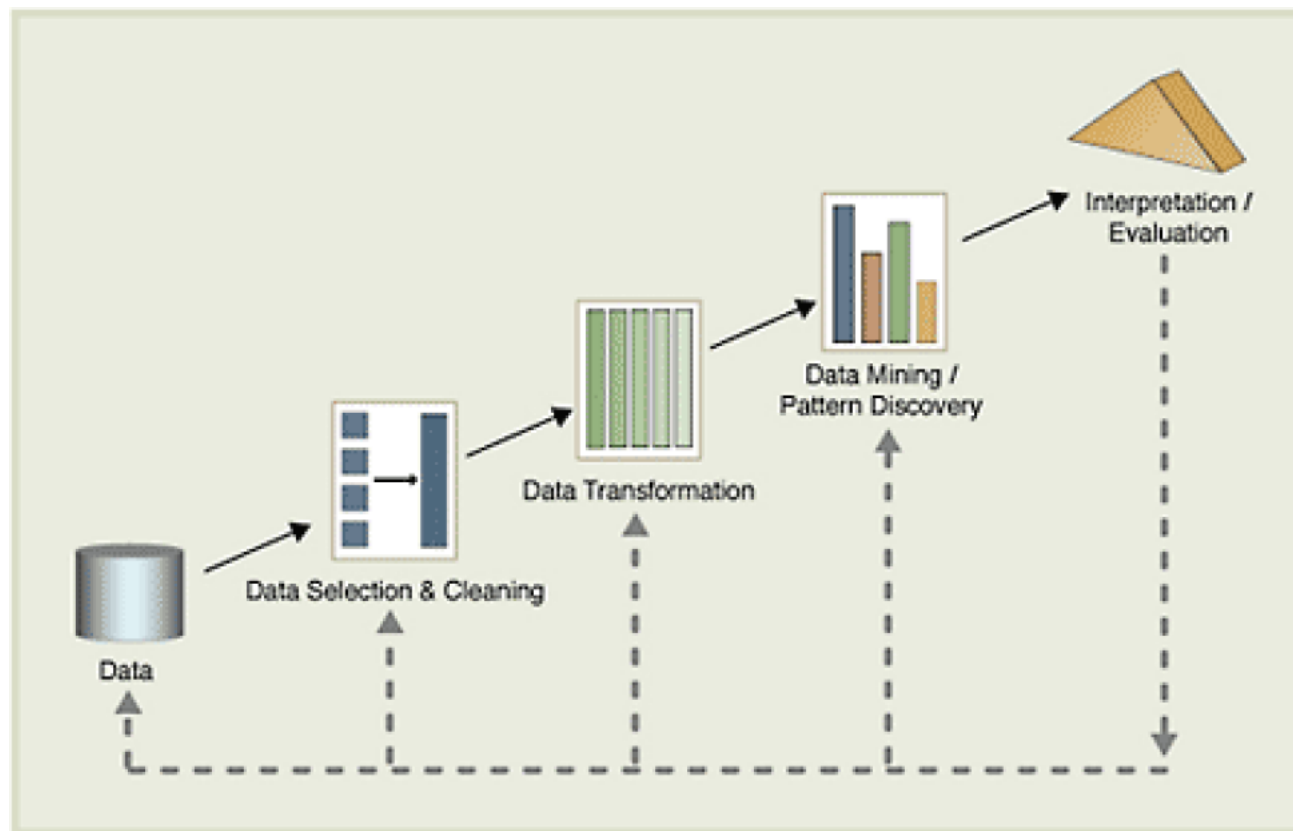 Data
Data Selection & Cleaning
Data Transformation
Data Mining /
Pattern Discovery
Interpretation /
Evaluation